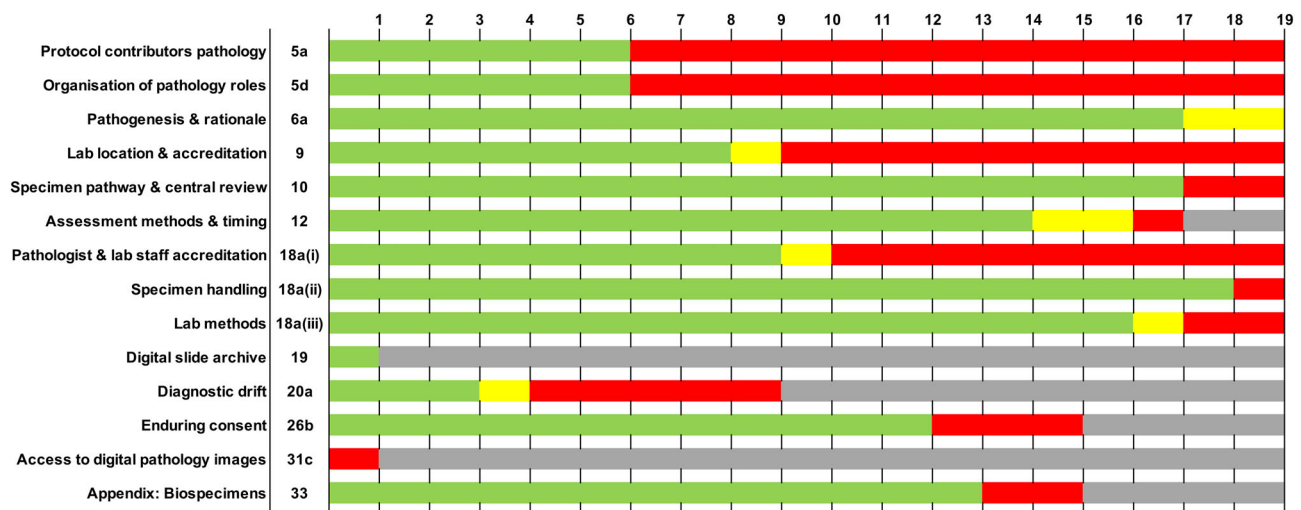 1 2 3 4 5 6 7 8 9 10 11 12 13 14 15 16 17 18 19
Protocol contributors pathology 5a
Organisation of pathology roles 5d
Pathogenesis & rationale 6a
Lab location & accreditation 9
Specimen pathway & central review 10
Assessment methods & timing 12
Pathologist & lab staff accreditation 18a(i)
Specimen handling 18a(ii)
Lab methods 18a(iii)
Digital slide archive 19
Diagnostic drift 20a
Enduring consent 26b
Access to digital pathology images 31c
Appendix: Biospecimens 33